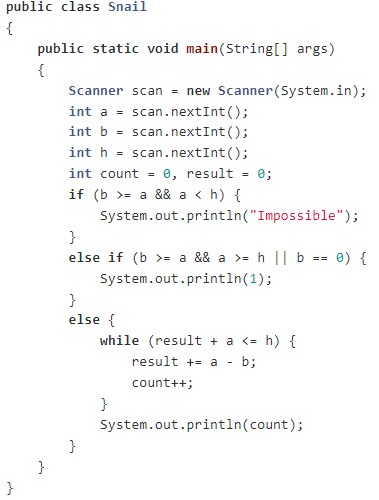 public class Snail
{
    public static void main(String[] args)
    {
        Scanner scan = new Scanner(System.in);
        int a = scan.nextInt();
        int b = scan.nextInt();
        int h = scan.nextInt();
        int count = 0, result = 0;
        if (b >= a && a < h) {
            System.out.println("Impossible");
        }
        else if (b >= a && a >= h || b == 0) {
            System.out.println(1);
        }
        else {
            while (result + a <= h) {
                result += a - b;
                count++;
            }
            System.out.println(count);
        }
    }
}